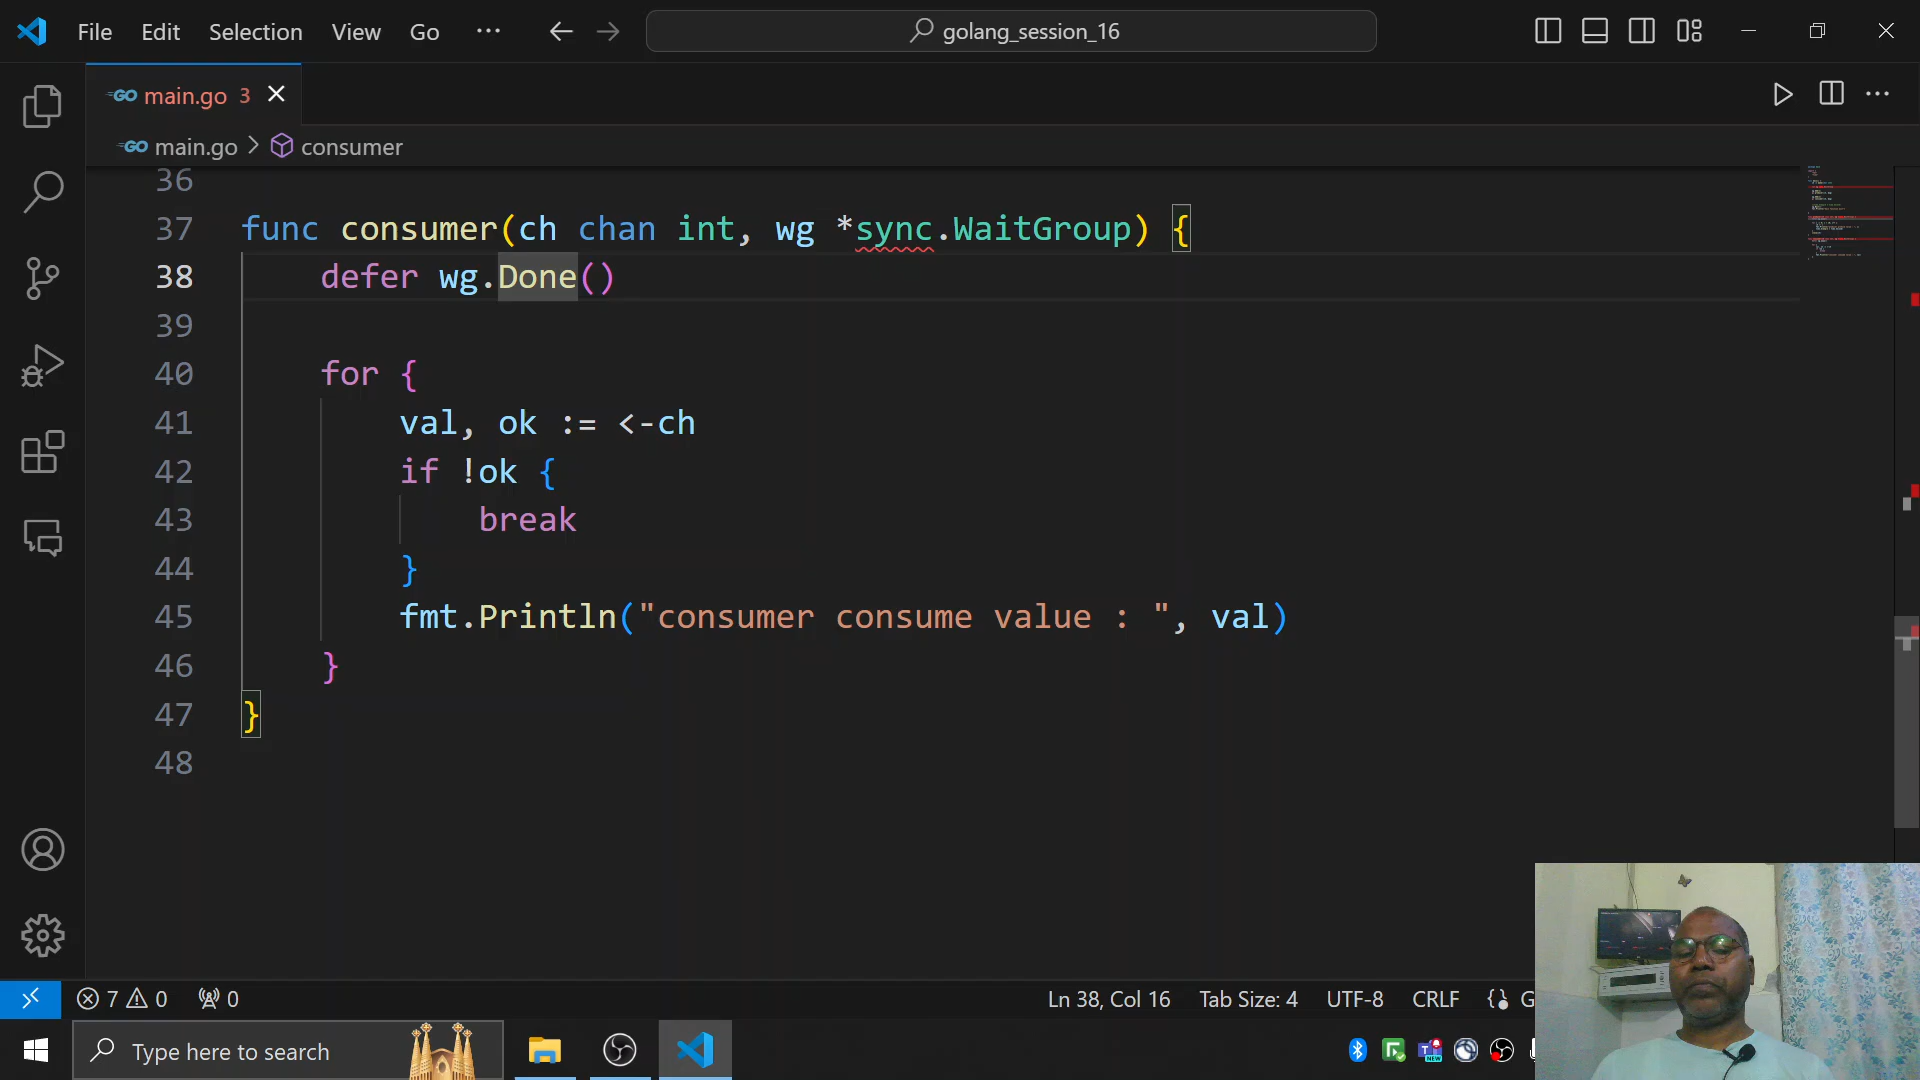 File Edit Selection View Go ··· golang_session_16
GO main.go 3
GO main.go > consumer
36
37 func consumer(ch chan int, wg *sync.WaitGroup) {
38 defer wg.Done()
39
40 for {
41 val, ok := <-ch
42 if !ok {
43 break
44 }
45 fmt.Println("consumer consume value : ", val)
46 }
47 }
48
7 0 0 Ln 38, Col 16 Tab Size: 4 UTF-8 CRLF {} G
Type here to search